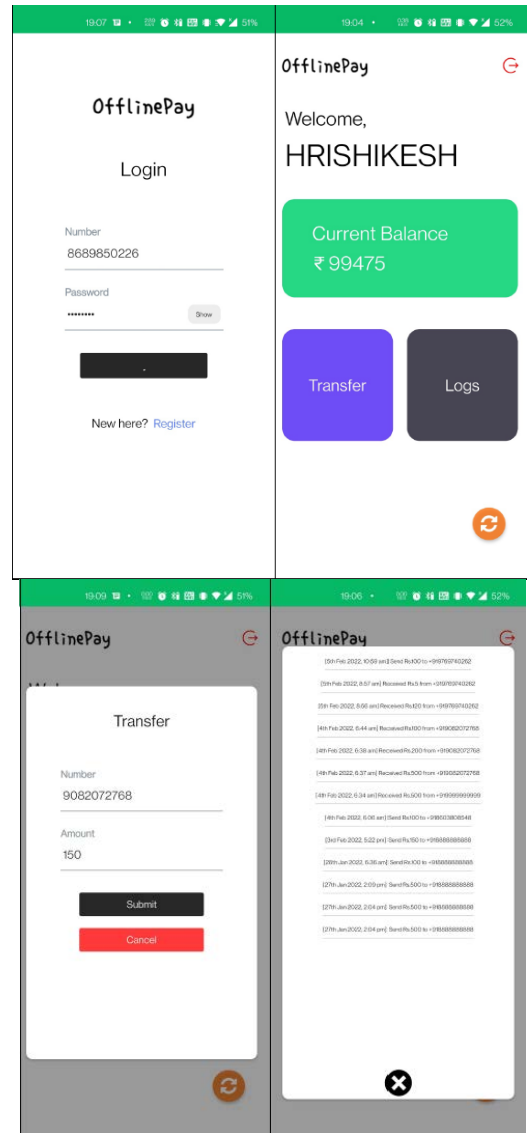 19:07
51%
OfflinePay
Login
Number
8689850226
Password
••••••••
Show
New here? Register
19:04
52%
OfflinePay
Welcome,
HRISHIKESH
Current Balance
₹ 99475
Transfer
Logs
19:09
51%
OfflinePay
Transfer
Number
9082072768
Amount
150
Submit
Cancel
19:06
52%
OfflinePay
[5th Feb 2022, 10:59 am] Send Rs.100 to +919769740262
[5th Feb 2022, 8:57 am] Received Rs.5 from +919769740262
[5th Feb 2022, 8:56 am] Received Rs.120 from +919769740262
[4th Feb 2022, 6:44 am] Received Rs.100 from +919082072768
[4th Feb 2022, 6:38 am] Received Rs.200 from +919082072768
[4th Feb 2022, 6:37 am] Received Rs.500 from +919082072768
[4th Feb 2022, 6:34 am] Received Rs.500 from +919999999999
[4th Feb 2022, 6:06 am] Send Rs.100 to
[3rd Feb 2022, 5:22 pm] Send Rs.150 to +918888888888
[28th Jan 2022, 6:36 am] Send Rs.100 to +918888888888
[27th Jan 2022, 2:09 pm] Send Rs.500 to +918888888888
[27th Jan 2022, 2:04 pm] Send Rs.500 to +918888888888
[27th Jan 2022, 2:04 pm] Send Rs.500 to +918888888888